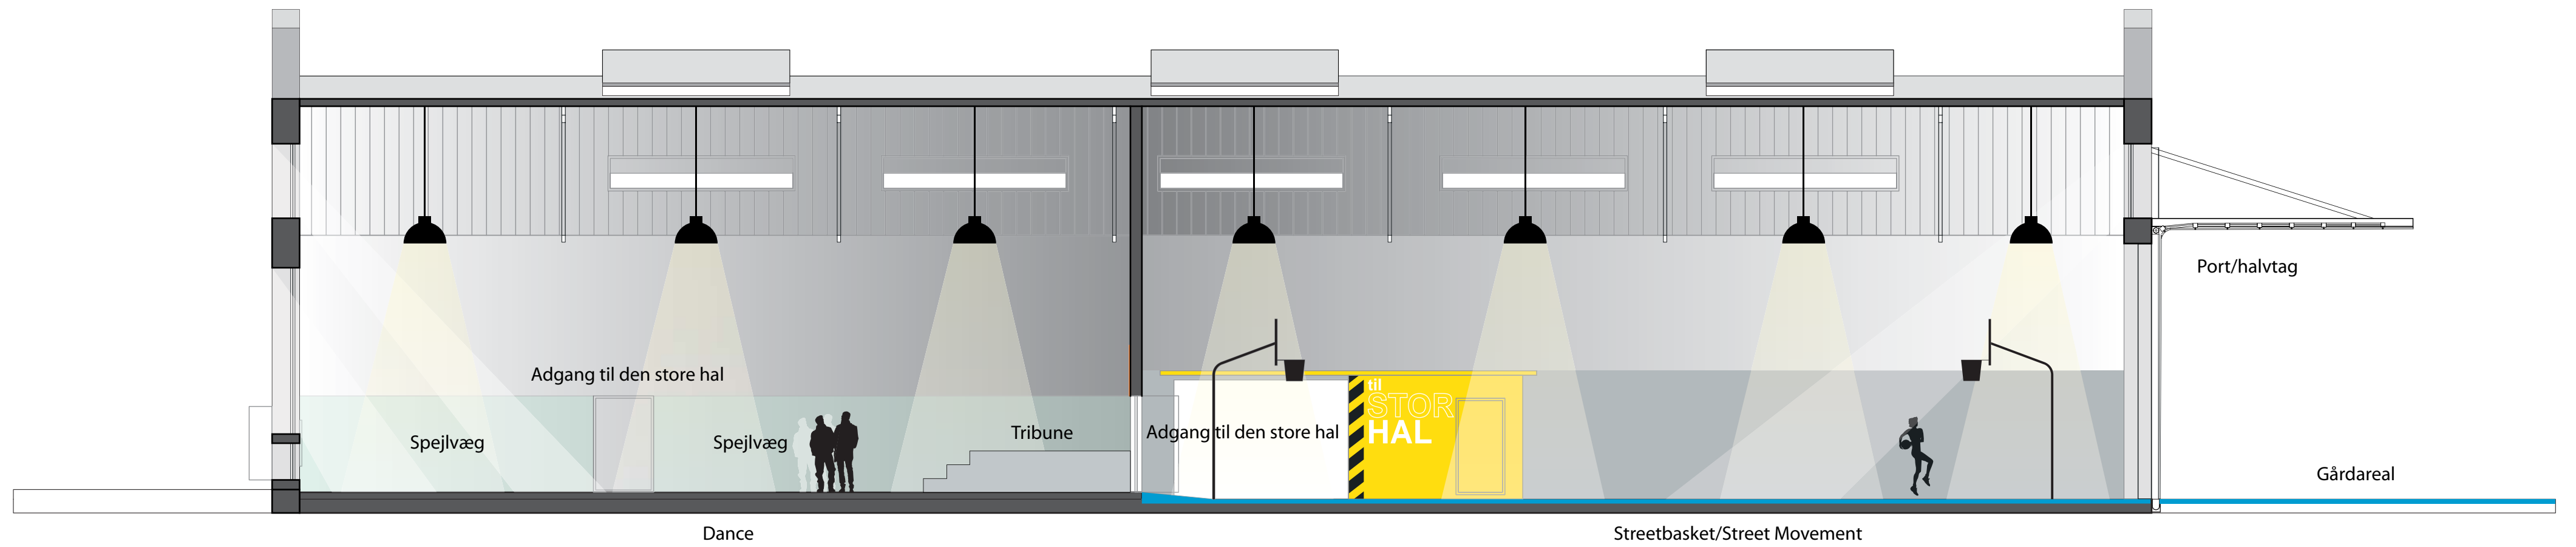 Port/halvtag
Adgang til den store hal
til
STOR
HAL
Spejlvæg
Spejlvæg
Tribune
Adgang til den store hal
Gårdareal
Dance
Streetbasket/Street Movement